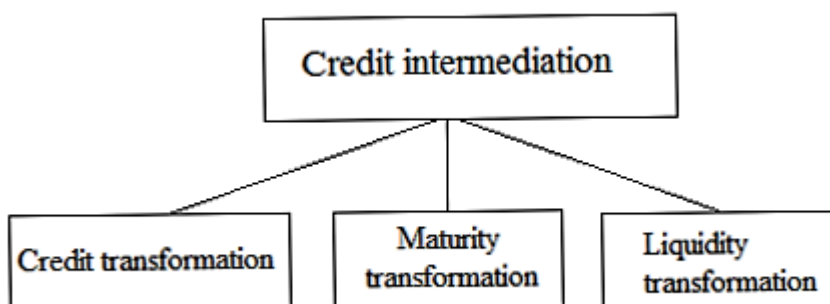 Credit intermediation
Credit transformation
Maturity
transformation
Liquidity
transformation